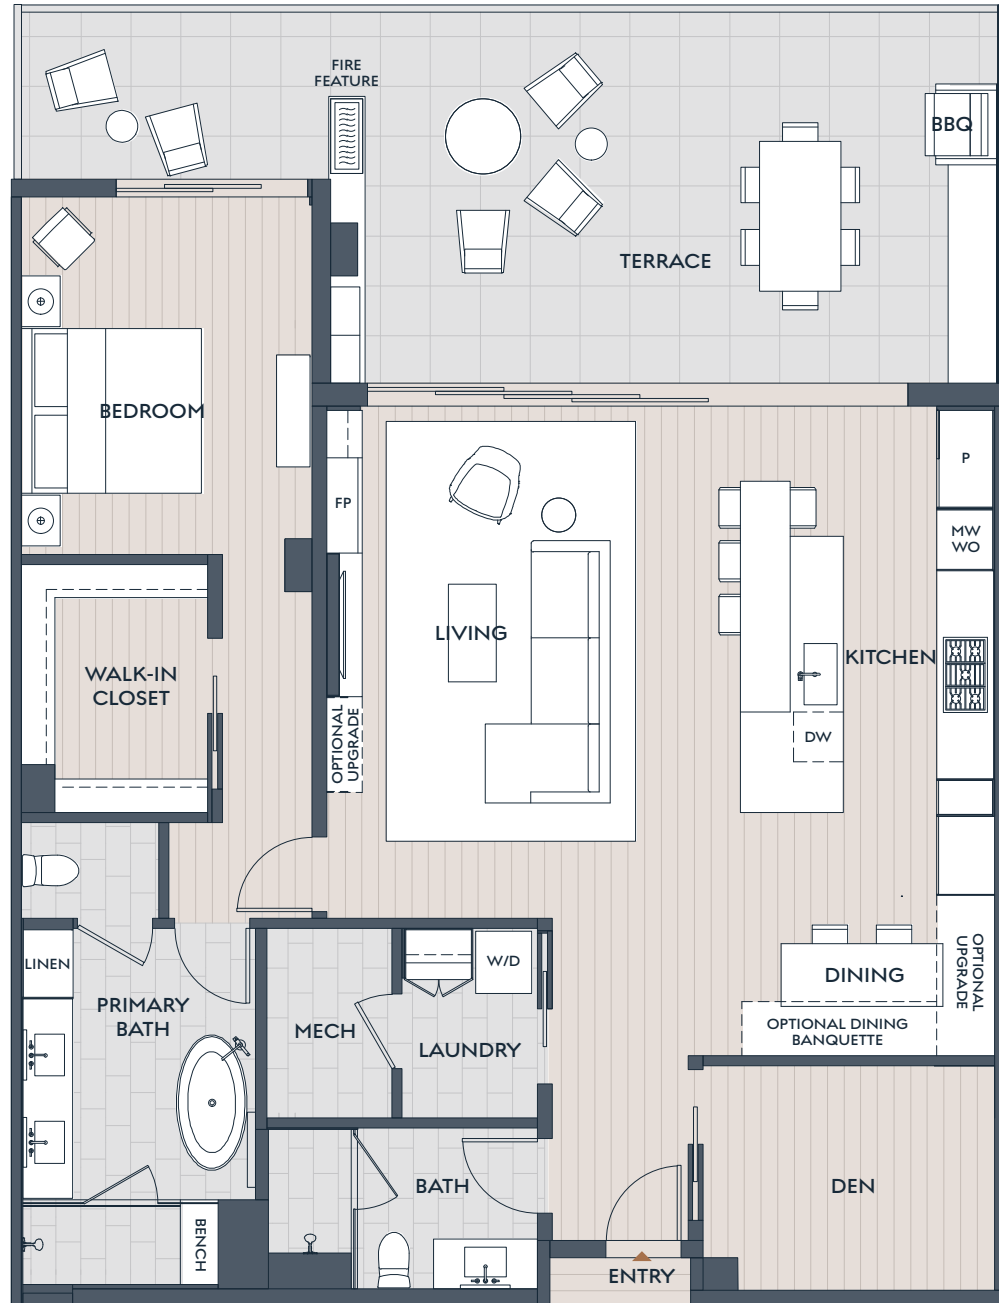 FIRE
FEATURE
BBQ
TERRACE
BEDROOM
P
FP
MW
WO
LIVING
KITCHEN
WALK-IN
CLOSET
OPTIONAL
UPGRADE
DW
LINEN
W/D
DINING
OPTIONAL
UPGRADE
PRIMARY
BATH
MECH
LAUNDRY
OPTIONAL DINING
BANQUETTE
BATH
DEN
BENCH
ENTRY